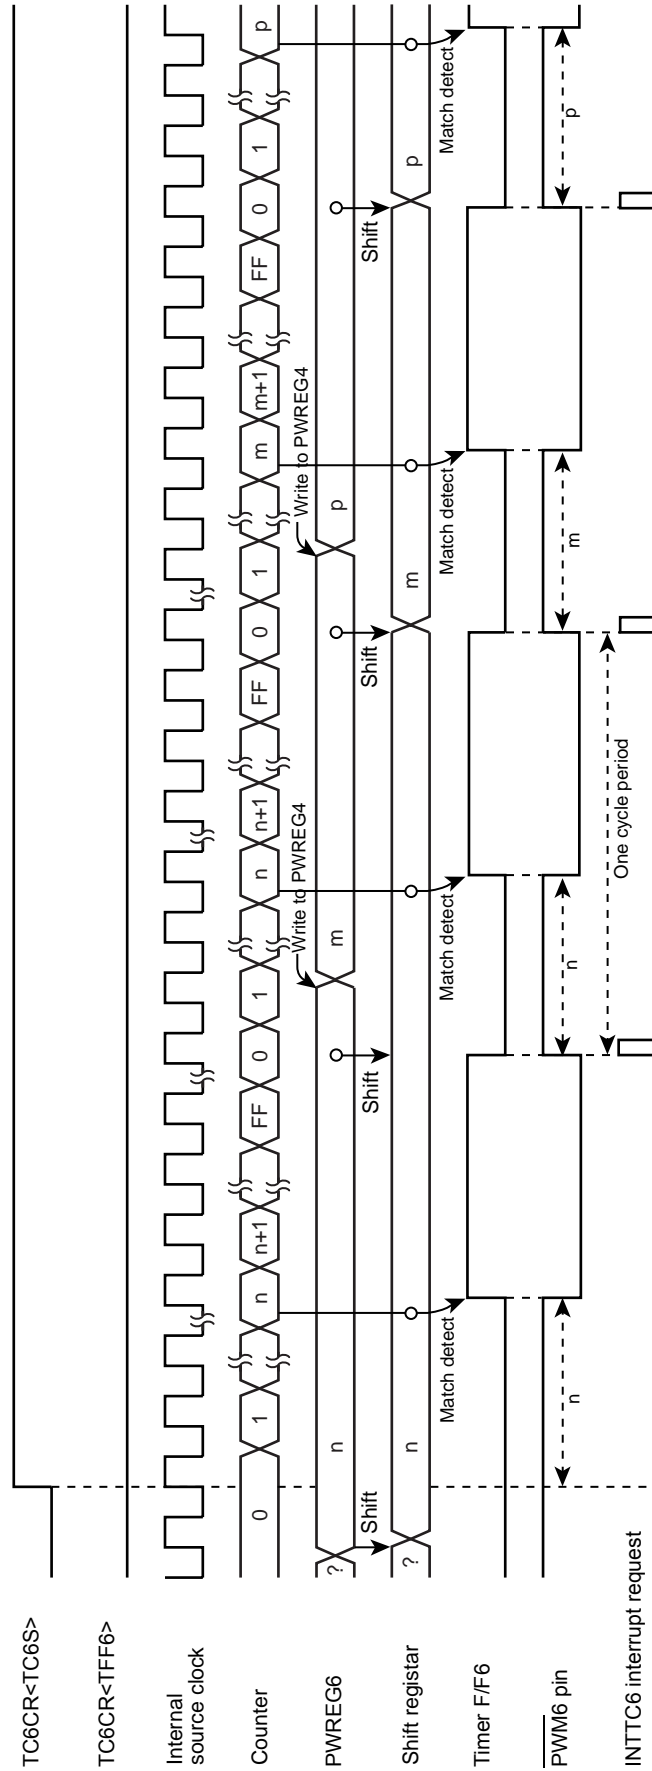 TC6CR<TC6S>
TC6CR<TFF6>
Internal
source clock
Counter
0 1 n n+1 FF 0 1 n n+1 FF 0 1 m m+1 FF 0 1 p
Write to PWREG4
Write to PWREG4
PWREG6
? n m p
Shift
Shift
Shift
Shift
Shift registar
? n m p
Match detect
Match detect
Match detect
Match detect
Timer F/F6
PWM6 pin
n n m p
One cycle period
INTTC6 interrupt request